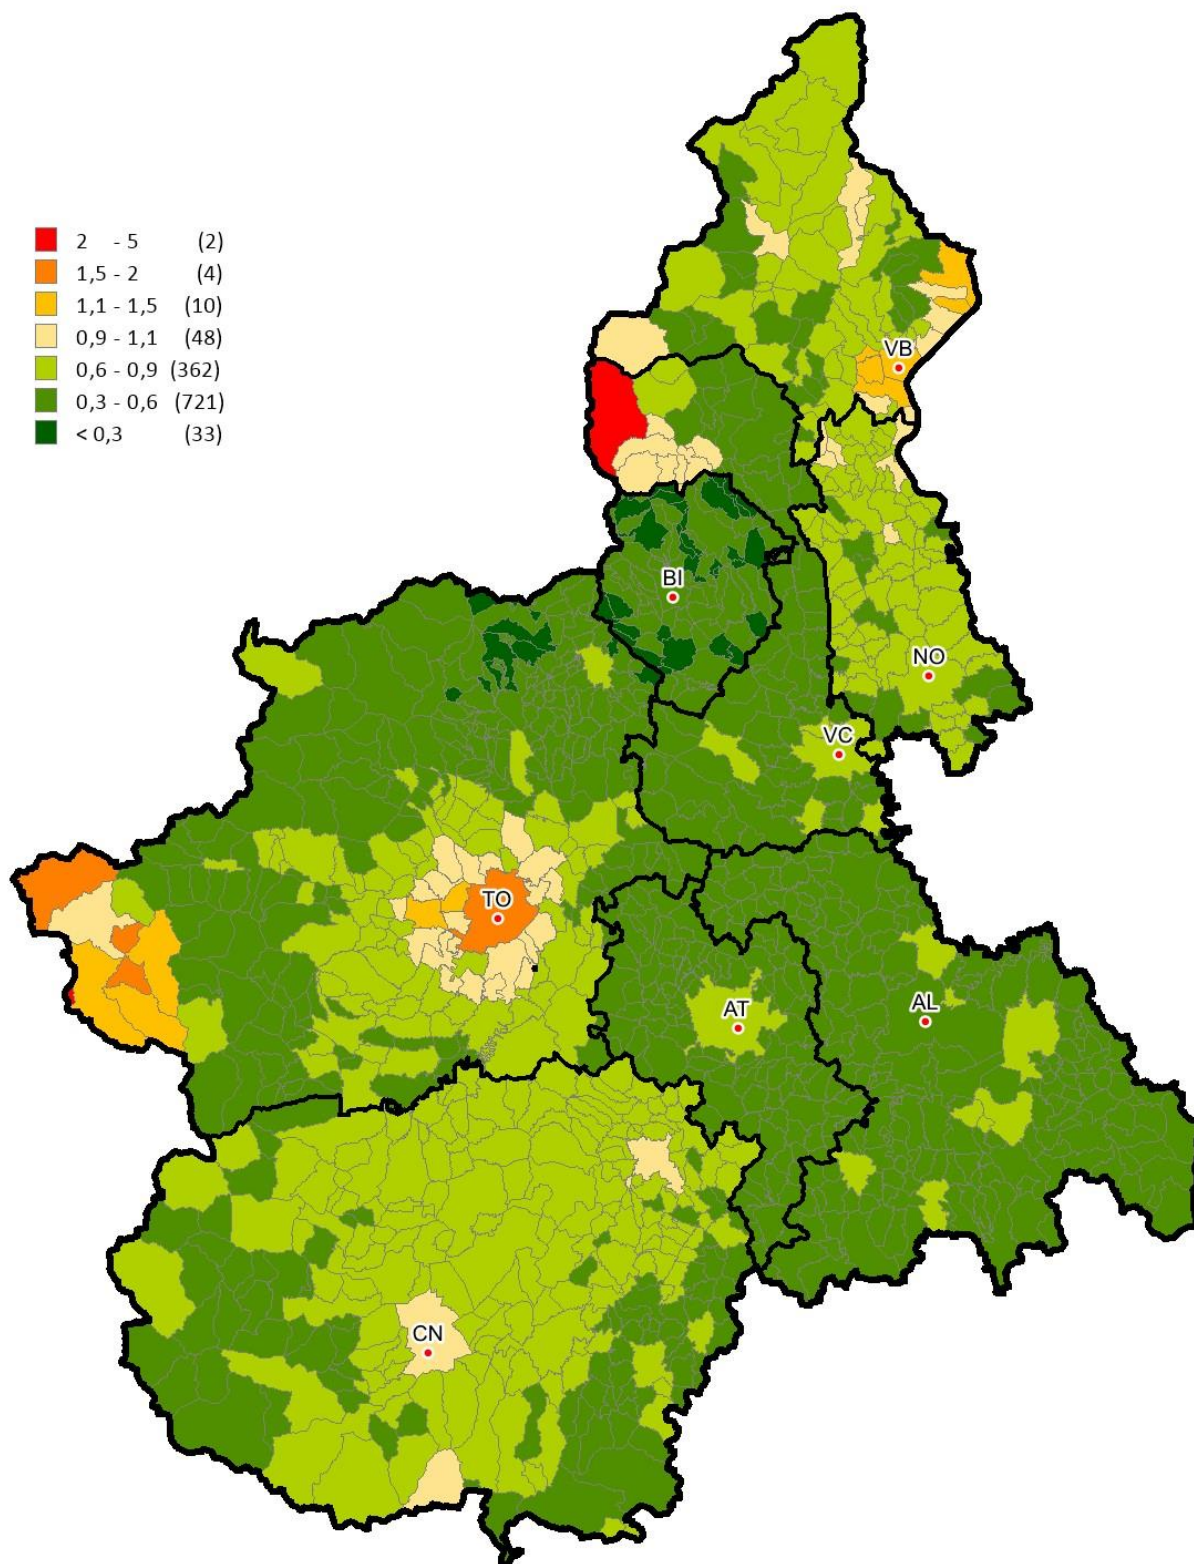 2 - 5 (2)
1,5 - 2 (4)
1,1 - 1,5 (10)
0,9 - 1,1 (48)
0,6 - 0,9 (362)
0,3 - 0,6 (721)
< 0,3 (33)
VB
BI
NO
VC
TO
AT
AL
CN